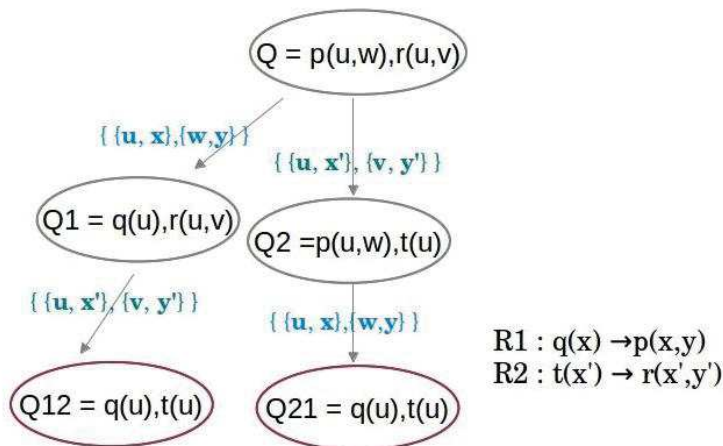 Q = p(u,w),r(u,v)
{ {u, x},{w,y} }
{ {u, x'}, {v, y'} }
Q1 = q(u),r(u,v)
Q2 =p(u,w),t(u)
{ {u, x'}, {v, y'} }
{ {u, x},{w,y} }
R1 : q(x) →p(x,y)
R2 : t(x') → r(x',y')
Q12 = q(u),t(u)
Q21 = q(u),t(u)